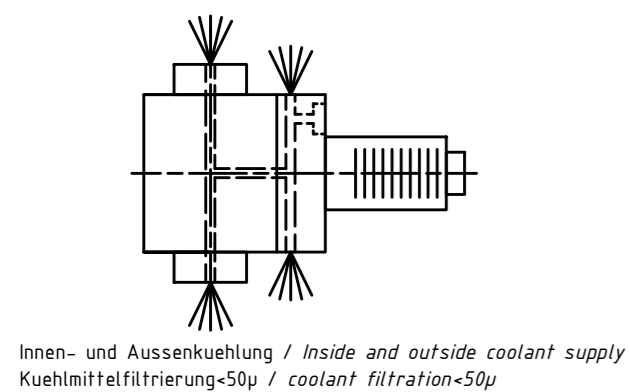 Innen- und Aussenkuehlung / Inside and outside coolant supply
Kuehlmittelfiltrierung<50µ / coolant filtration<50µ